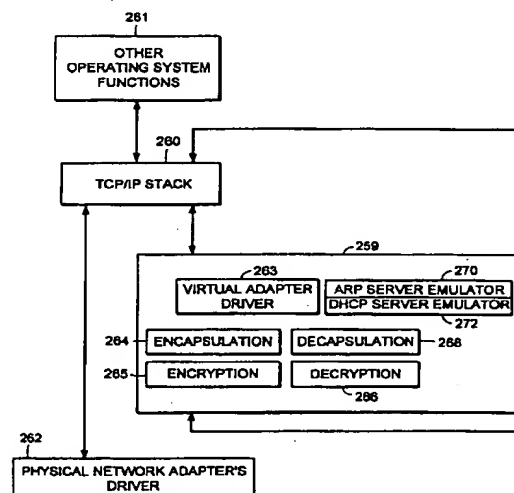 261
OTHER
OPERATING SYSTEM
FUNCTIONS
260
TCP/IP STACK
259
263
270
VIRTUAL ADAPTER
DRIVER
ARP SERVER EMULATOR
DHCP SERVER EMULATOR
272
264
ENCAPSULATION
DECAPSULATION
268
265
ENCRYPTION
DECRYPTION
266
262
PHYSICAL NETWORK ADAPTER'S
DRIVER